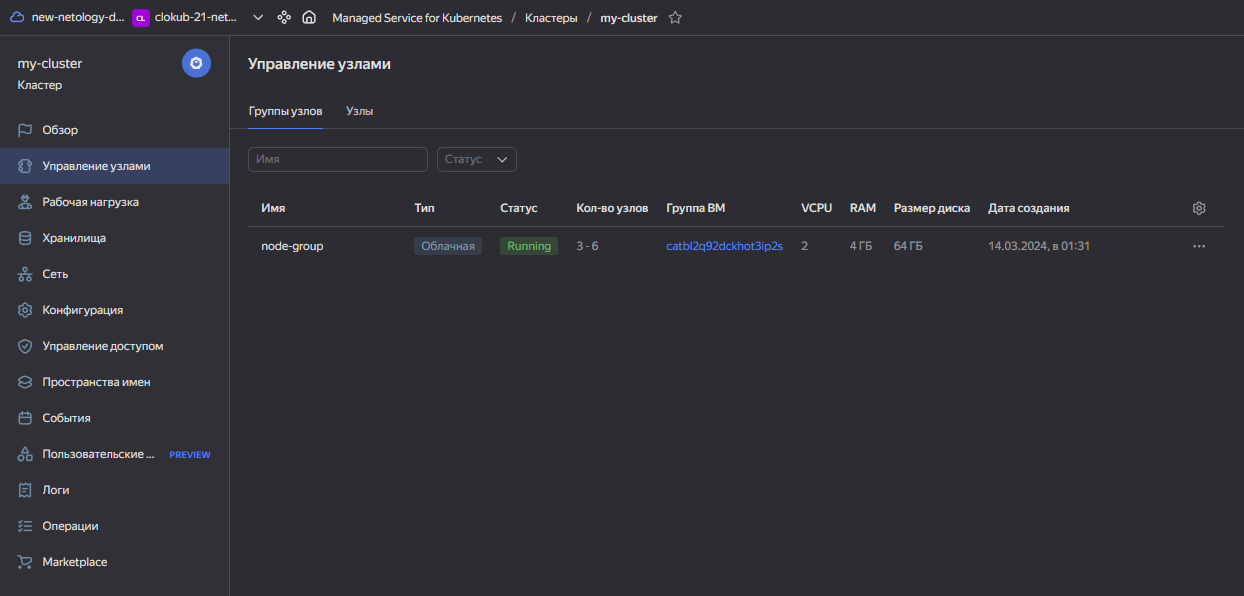 new-netology-d... CL clokub-21-net... Managed Service for Kubernetes / Кластеры / my-cluster
my-cluster
Кластер
Обзор
Управление узлами
Рабочая нагрузка
Хранилища
Сеть
Конфигурация
Управление доступом
Пространства имен
События
Пользовательские ... PREVIEW
Логи
Операции
Marketplace
Управление узлами
Группы узлов Узлы
Имя Статус
Имя Тип Статус Кол-во узлов Группа ВМ VCPU RAM Размер диска Дата создания
node-group Облачная Running 3 - 6 catbl2q92dckhot3ip2s 2 4 ГБ 64 ГБ 14.03.2024, в 01:31